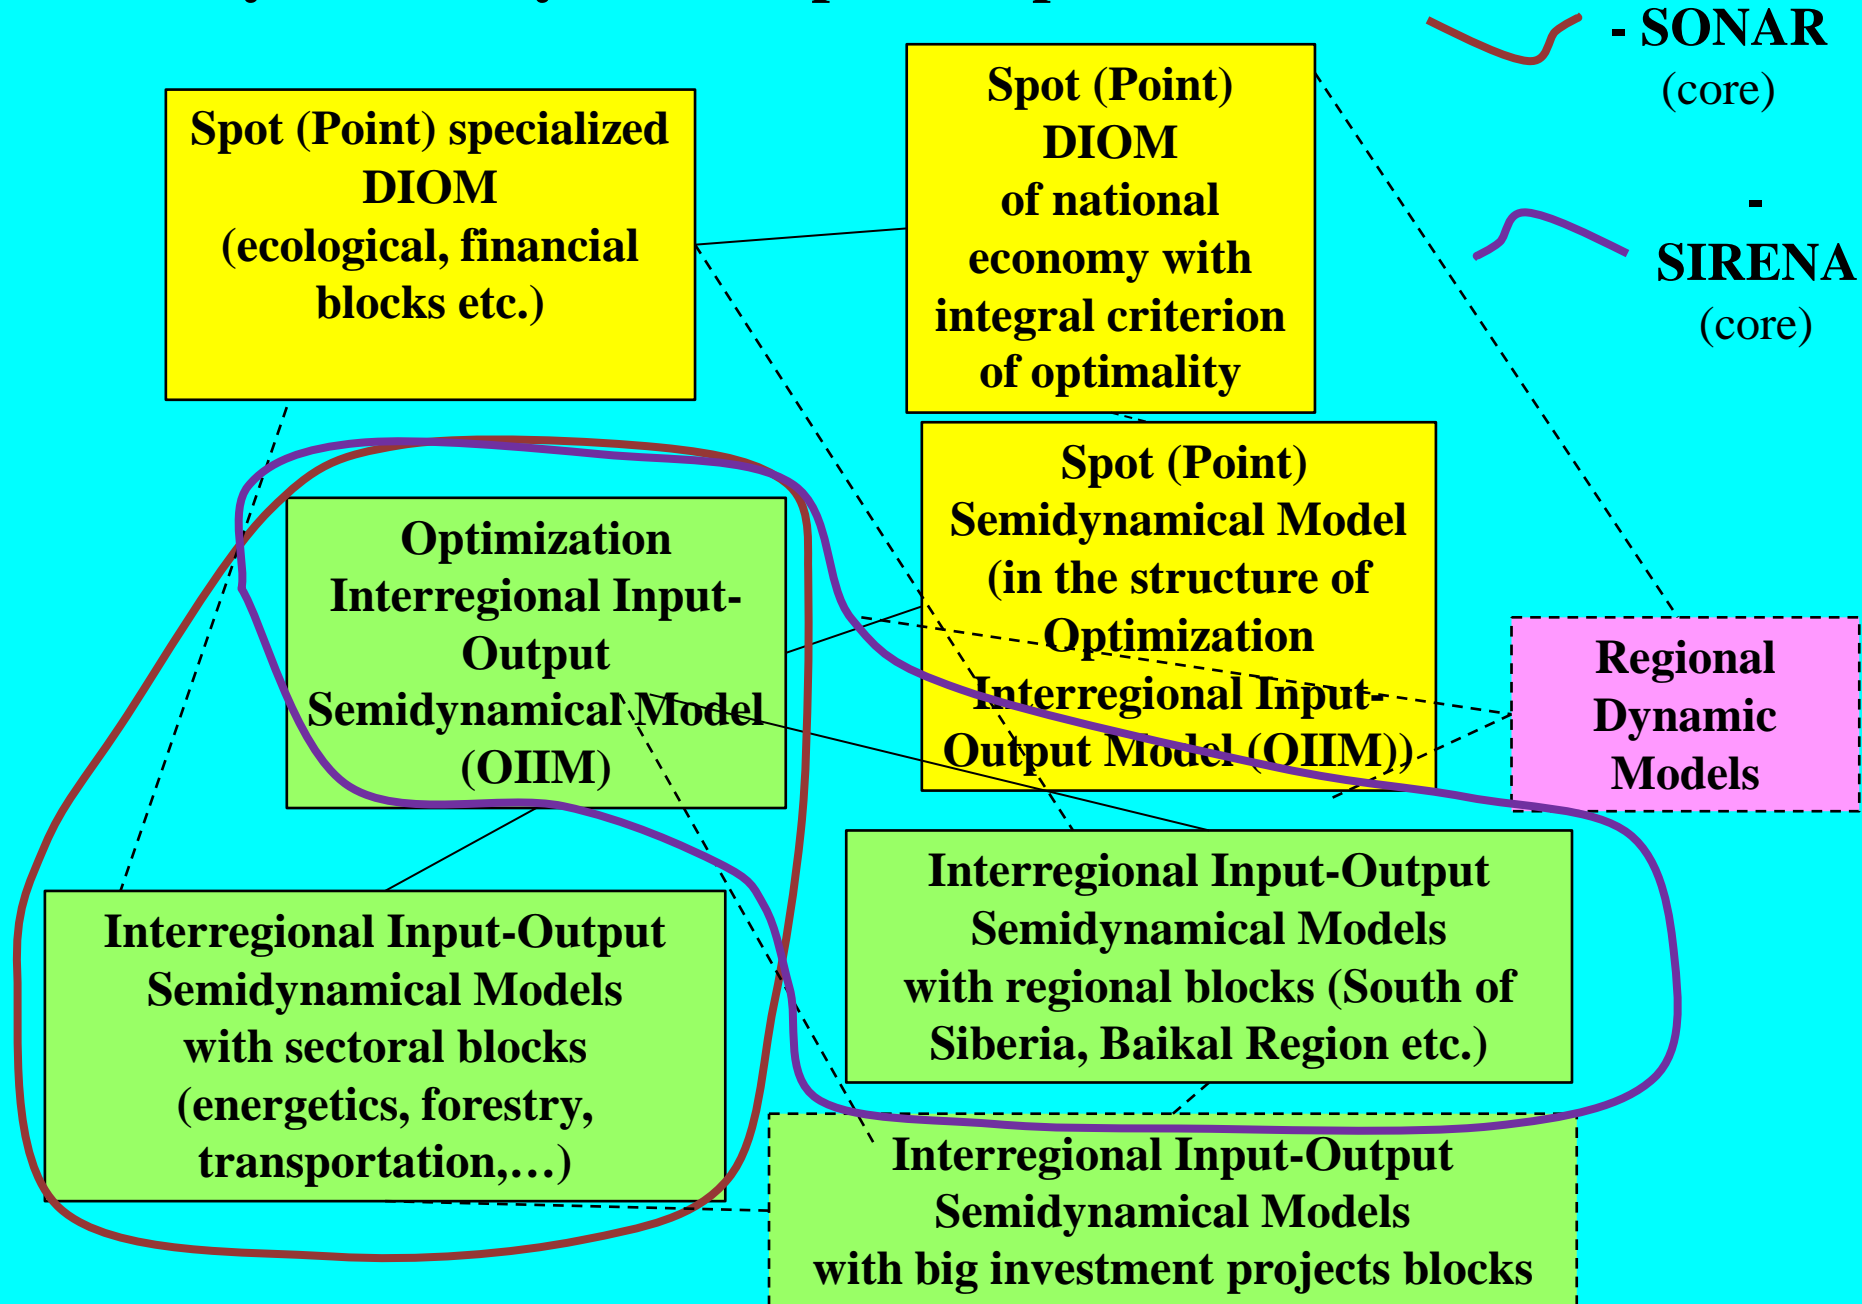 - SONAR
(core)
-
SIRENA
(core)
Spot (Point) specialized
DIOM
(ecological, financial
blocks etc.)
Spot (Point)
DIOM
of national
economy with
integral criterion
of optimality
Spot (Point)
Semidynamical Model
(in the structure of
Optimization
Interregional Input-
Output Model (OIIM))
Optimization
Interregional Input-
Output
Semidynamical Model
(OIIM)
Regional
Dynamic
Models
Interregional Input-Output
Semidynamical Models
with regional blocks (South of
Siberia, Baikal Region etc.)
Interregional Input-Output
Semidynamical Models
with sectoral blocks
(energetics, forestry,
transportation,…)
Interregional Input-Output
Semidynamical Models
with big investment projects blocks